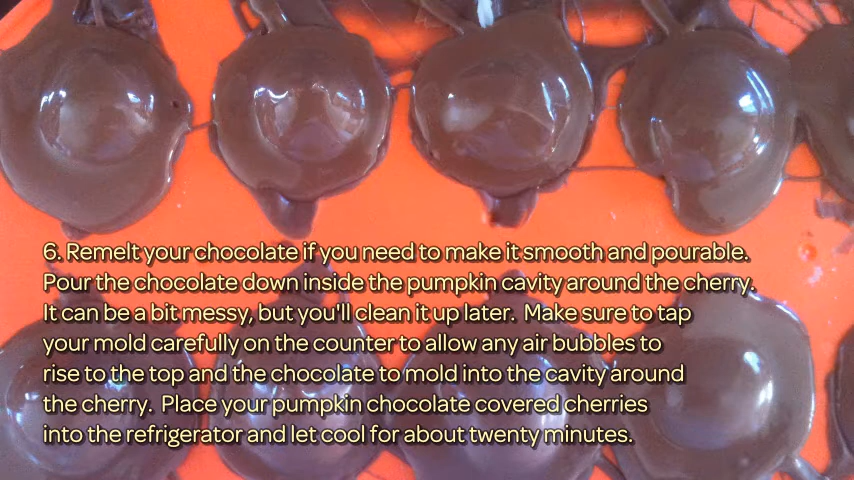 6. Remelt your chocolate if you need to make it smooth and pourable.
Pour the chocolate down inside the pumpkin cavity around the cherry.
It can be a bit messy, but you'll clean it up later. Make sure to tap
your mold carefully on the counter to allow any air bubbles to
rise to the top and the chocolate to mold into the cavity around
the cherry. Place your pumpkin chocolate covered cherries
into the refrigerator and let cool for about twenty minutes.